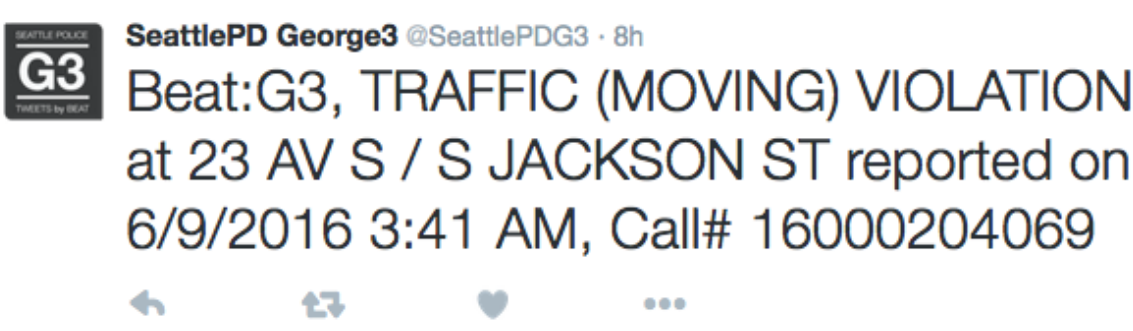 SEATTLE POLICE
G3
TWEETS by BEAT
SeattlePD George3 @SeattlePDG3 · 8h
Beat:G3, TRAFFIC (MOVING) VIOLATION
at 23 AV S / S JACKSON ST reported on
6/9/2016 3:41 AM, Call# 16000204069